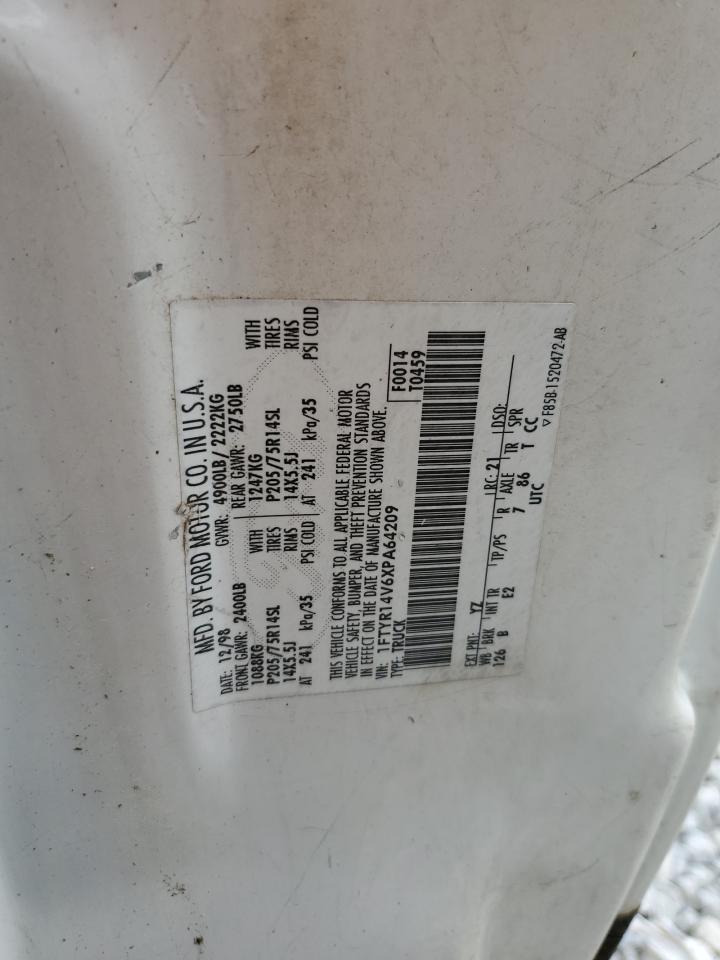 MFD. BY FORD MOTOR CO. IN U.S.A.
DATE: 12/98 GVWR: 4900LB/ 2222KG
FRONT GAWR: 2400LB REAR GAWR: 2750LB
1088KG WITH 1247KG WITH
P205/75R14SL TIRES P205/75R14SL TIRES
14X5.5J RIMS 14X5.5J RIMS
AT 241 kPa/35 PSI COLD AT 241 kPa/35 PSI COLD
THIS VEHICLE CONFORMS TO ALL APPLICABLE FEDERAL MOTOR
VEHICLE SAFETY, BUMPER, AND THEFT PREVENTION STANDARDS
IN EFFECT ON THE DATE OF MANUFACTURE SHOWN ABOVE.
VIN: 1FTYR14V6XPA64209 F0014
TYPE: TRUCK T0459
EXT PNT: YZ RC: 21 DSO:
WB BRK INT TR TP/PS R AXLE TR SPR
126 B E2 7 86 T CC
UTC
▽ F85B-1520472-AB